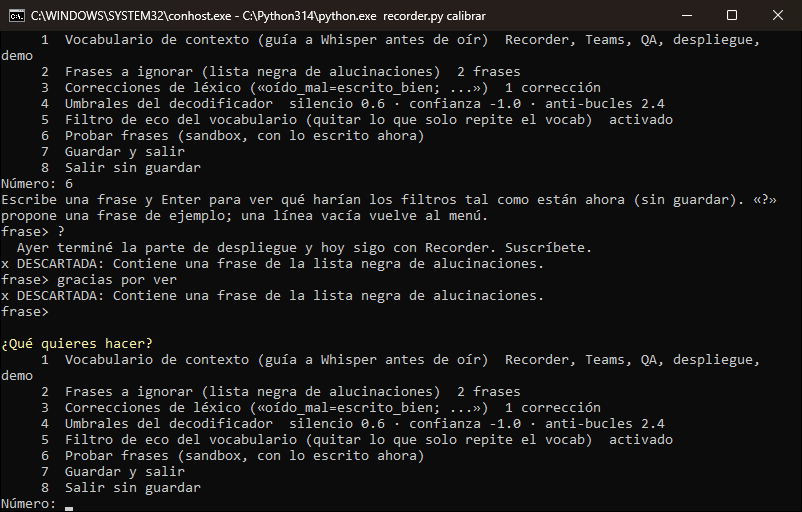 C:\WINDOWS\SYSTEM32\conhost.exe - C:\Python314\python.exe recorder.py calibrar
1 Vocabulario de contexto (guía a Whisper antes de oír) Recorder, Teams, QA, despliegue,
demo
2 Frases a ignorar (lista negra de alucinaciones) 2 frases
3 Correcciones de léxico («oído_mal=escrito_bien; ...») 1 corrección
4 Umbrales del decodificador silencio 0.6 · confianza -1.0 · anti-bucles 2.4
5 Filtro de eco del vocabulario (quitar lo que solo repite el vocab) activado
6 Probar frases (sandbox, con lo escrito ahora)
7 Guardar y salir
8 Salir sin guardar
Número: 6
Escribe una frase y Enter para ver qué harían los filtros tal como están ahora (sin guardar). «?»
propone una frase de ejemplo; una línea vacía vuelve al menú.
frase> ?
Ayer terminé la parte de despliegue y hoy sigo con Recorder. Suscríbete.
x DESCARTADA: Contiene una frase de la lista negra de alucinaciones.
frase> gracias por ver
x DESCARTADA: Contiene una frase de la lista negra de alucinaciones.
frase>
¿Qué quieres hacer?
1 Vocabulario de contexto (guía a Whisper antes de oír) Recorder, Teams, QA, despliegue,
demo
2 Frases a ignorar (lista negra de alucinaciones) 2 frases
3 Correcciones de léxico («oído_mal=escrito_bien; ...») 1 corrección
4 Umbrales del decodificador silencio 0.6 · confianza -1.0 · anti-bucles 2.4
5 Filtro de eco del vocabulario (quitar lo que solo repite el vocab) activado
6 Probar frases (sandbox, con lo escrito ahora)
7 Guardar y salir
8 Salir sin guardar
Número: